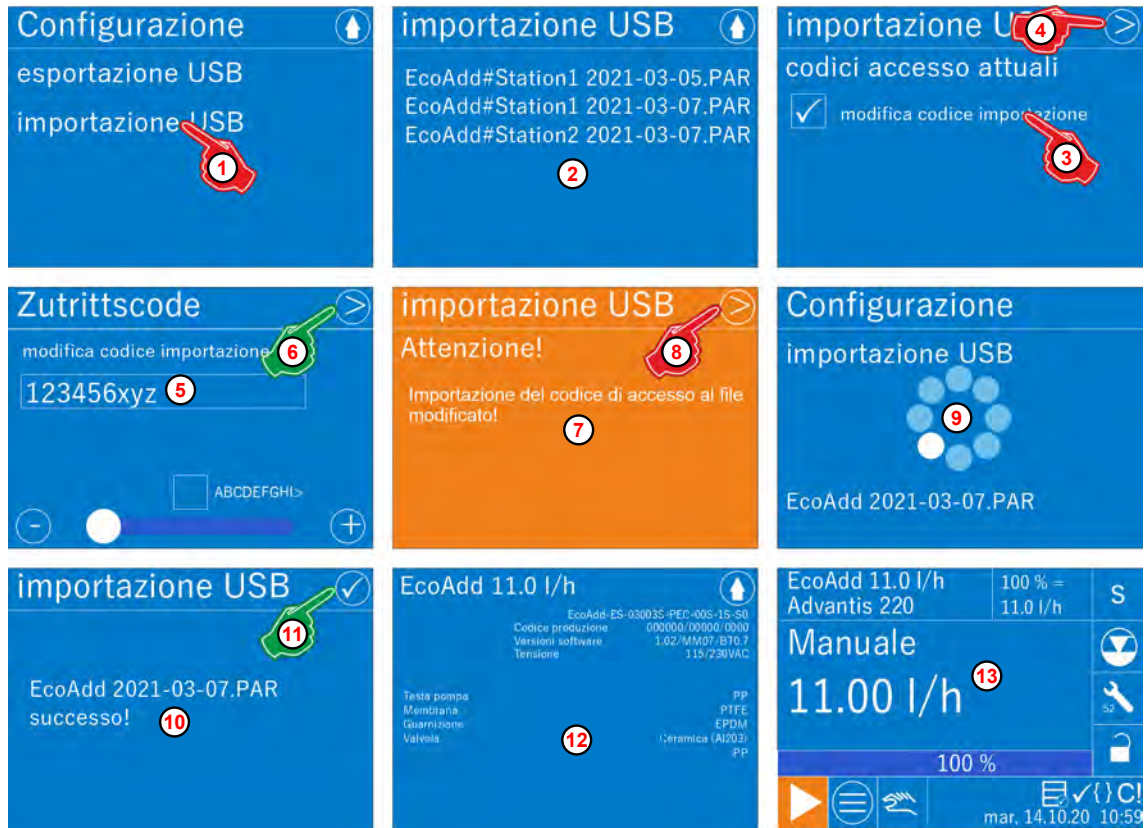 Configurazione
esportazione USB
importazione USB
1
importazione USB
EcoAdd#Station1 2021-03-05.PAR
EcoAdd#Station1 2021-03-07.PAR
EcoAdd#Station2 2021-03-07.PAR
2
importazione U
4
>
codici accesso attuali
✓ modifica codice importazione
3
Zutrittscode
>
modifica codice importazione
6
123456xyz
5
ABCDEFGHI>
- +
importazione USB
>
Attenzione!
8
Importazione del codice di accesso al file
modificato!
7
Configurazione
importazione USB
9
EcoAdd 2021-03-07.PAR
importazione USB
✓
11
EcoAdd 2021-03-07.PAR
successo!
10
EcoAdd 11.0 l/h
EcoAdd-ES-03003S-PEC-00S-1S-S0
Codice produzione 000000/00000/0000
Versioni software 1.02/MM07/BT0.7
Tensione 115/230VAC
Testa pompa PP
Membrana PTFE
Guarnizione EPDM
Valvola Ceramica (Al203)
PP
12
EcoAdd 11.0 l/h 100 % =
Advantis 220 11.0 l/h
S
Manuale
11.00 l/h
13
52
100 %
✓{}C!
mar, 14.10.20 10:59